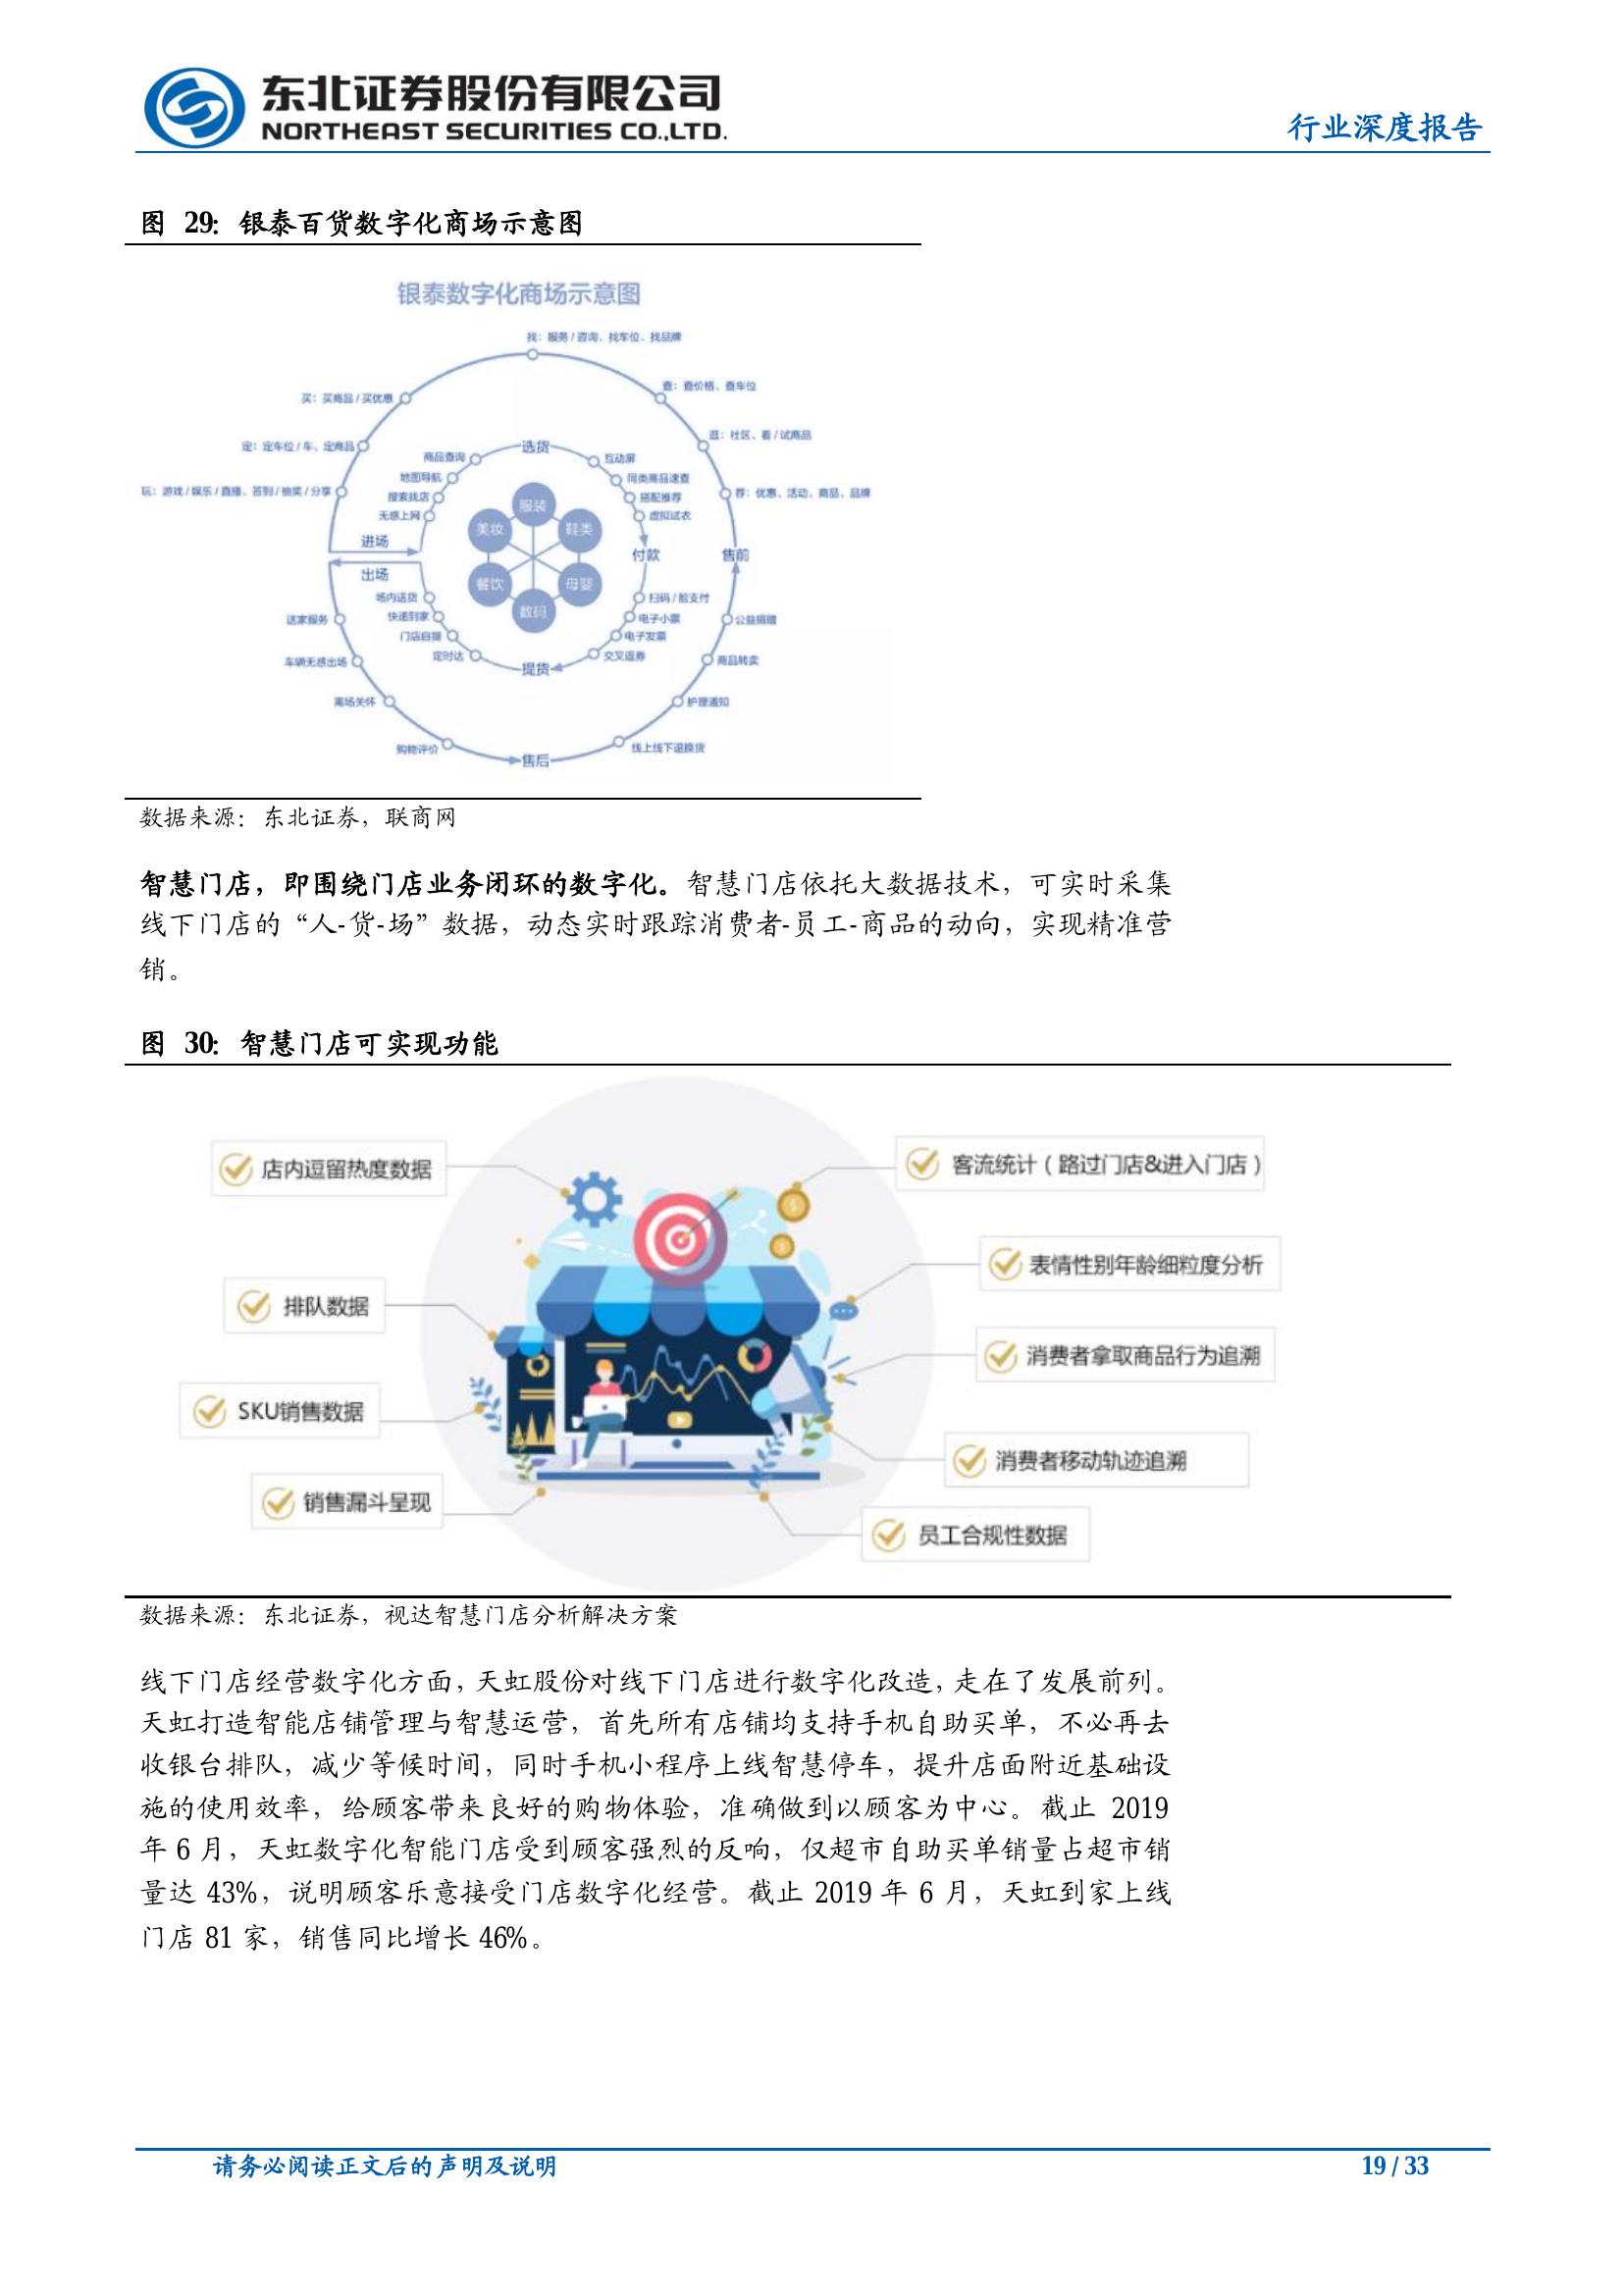 东北证券股份有限公司
NORTHEAST SECURITIES CO.,LTD.
行业深度报告
图 29：银泰百货数字化商场示意图
银泰数字化商场示意图
找：服务/咨询、找车位、找品牌
买：买商品/买优惠
查：查价格、查车位
定：定车位/车、定商品
逛：社区、看/试商品
玩：游戏/娱乐/直播、签到/抽奖/分享
荐：优惠、活动、商品、品牌
选货
商品查询
互动屏
地图导航
同类商品速查
搜索找店
搭配推荐
无感上网
虚拟试衣
服装
美妆
鞋类
餐饮
母婴
数码
进场
付款
售前
出场
场内送货
扫码/脸支付
快递到家
电子小票
门店自提
电子发票
定时达
交叉返券
提货
送家服务
公益捐赠
车辆无感出场
商品转卖
离场关怀
护理通知
购物评价
线上线下退换货
售后
数据来源：东北证券，联商网
智慧门店，即围绕门店业务闭环的数字化。智慧门店依托大数据技术，可实时采集
线下门店的“人-货-场”数据，动态实时跟踪消费者-员工-商品的动向，实现精准营
销。
图 30：智慧门店可实现功能
店内逗留热度数据
客流统计（路过门店&进入门店）
表情性别年龄细粒度分析
排队数据
消费者拿取商品行为追溯
SKU销售数据
消费者移动轨迹追溯
销售漏斗呈现
员工合规性数据
数据来源：东北证券，视达智慧门店分析解决方案
线下门店经营数字化方面，天虹股份对线下门店进行数字化改造，走在了发展前列。
天虹打造智能店铺管理与智慧运营，首先所有店铺均支持手机自助买单，不必再去
收银台排队，减少等候时间，同时手机小程序上线智慧停车，提升店面附近基础设
施的使用效率，给顾客带来良好的购物体验，准确做到以顾客为中心。截止 2019
年 6 月，天虹数字化智能门店受到顾客强烈的反响，仅超市自助买单销量占超市销
量达 43%，说明顾客乐意接受门店数字化经营。截止 2019 年 6 月，天虹到家上线
门店 81 家，销售同比增长 46%。
请务必阅读正文后的声明及说明
19 / 33